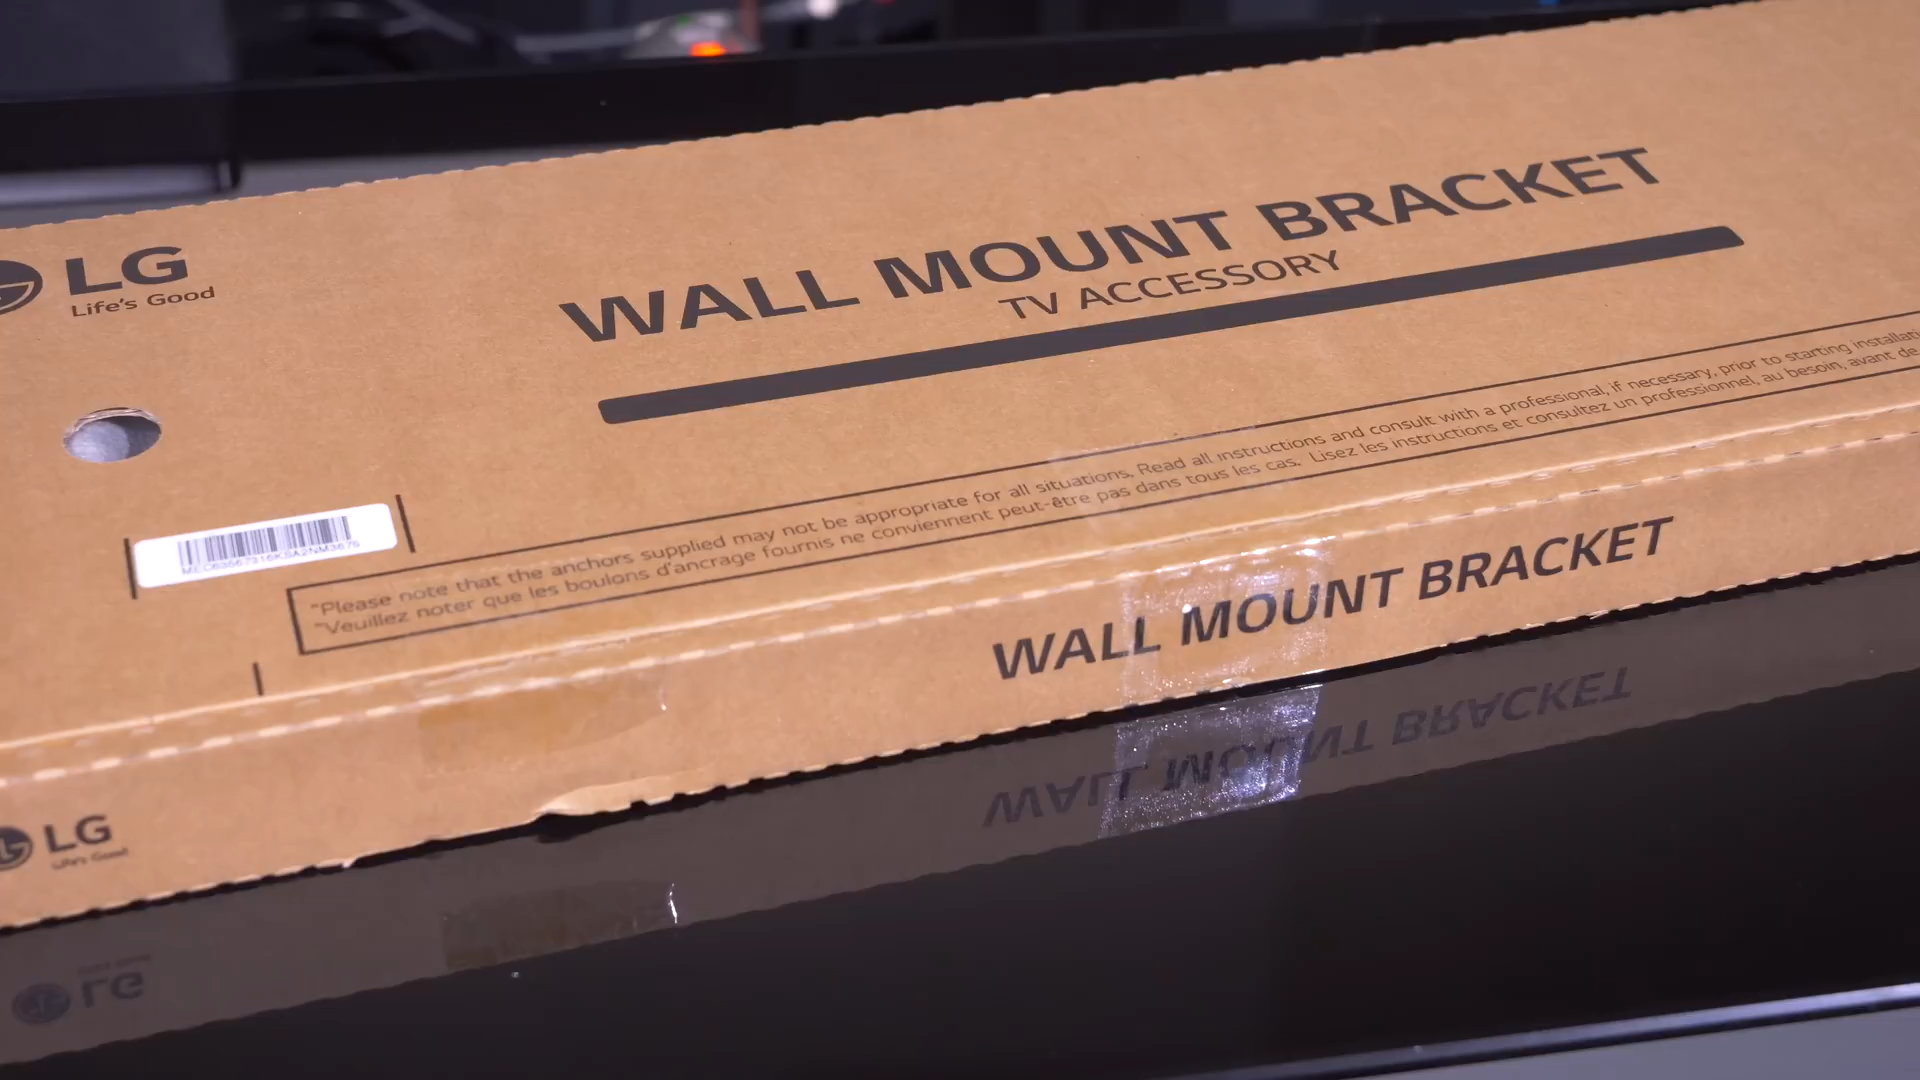 LG
Life's Good
WALL MOUNT BRACKET
TV ACCESSORY
"Please note that the anchors supplied may not be appropriate for all situations. Read all instructions and consult with a professional, if necessary, prior to starting
"Veuillez noter que les boulons d'ancrage fournis ne conviennent peut-être pas dans tous les cas. Lisez les instructions et consultez un professionnel, au besoin, avant de
WALL MOUNT BRACKET
LG
Life's Good